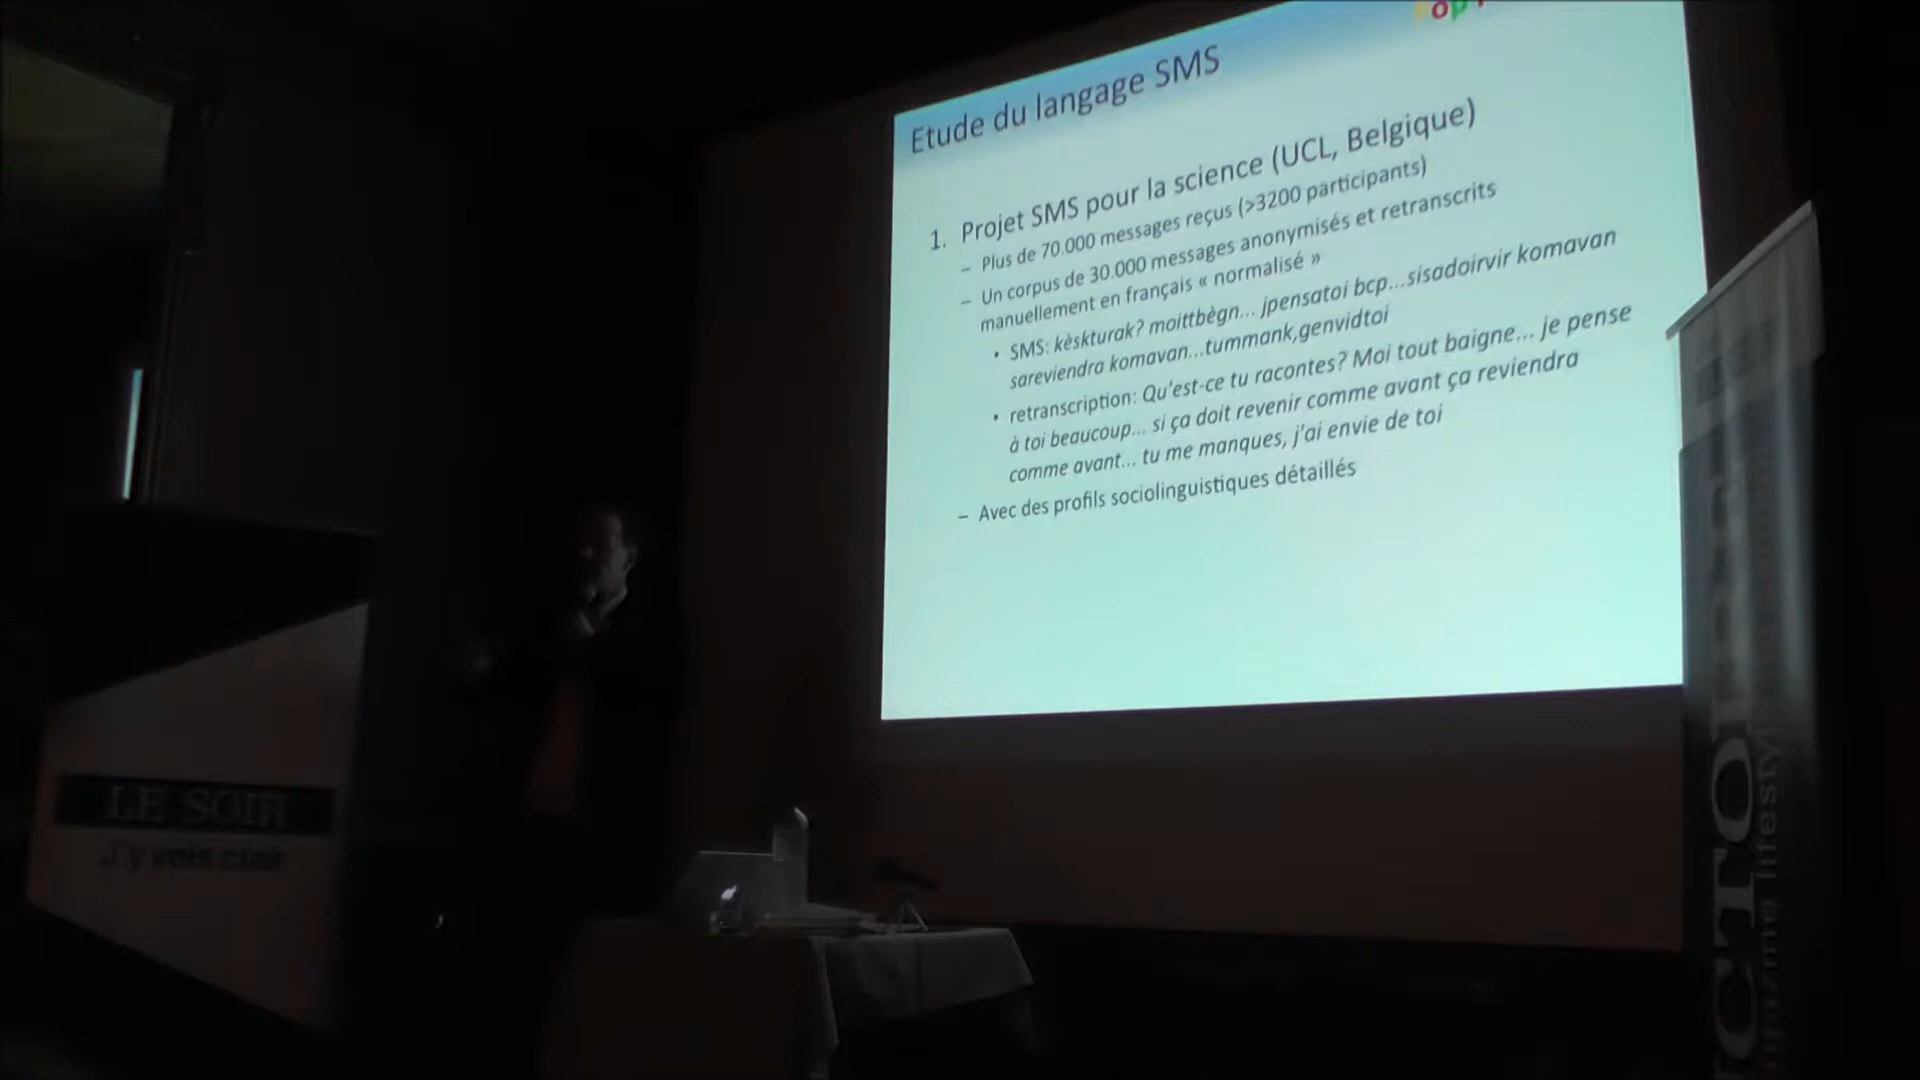 op
Etude du langage SMS
1. Projet SMS pour la science (UCL, Belgique)
– Plus de 70.000 messages reçus (>3200 participants)
– Un corpus de 30.000 messages anonymisés et retranscrits
manuellement en français « normalisé »
• SMS: kèskturak? moittbègn... jpensatoi bcp...sisadoirvir komavan
sareviendra komavan...tummank,genvidtoi
• retranscription: Qu'est-ce tu racontes? Moi tout baigne... je pense
à toi beaucoup... si ça doit revenir comme avant ça reviendra
comme avant... tu me manques, j'ai envie de toi
– Avec des profils sociolinguistiques détaillés
LE SOIR
J'y vois clair